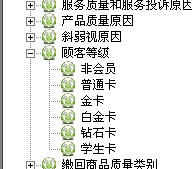 服务质量和服务投诉原因
产品质量原因
斜弱视原因
顾客等级
非会员
普通卡
金卡
白金卡
钻石卡
学生卡
撤回商品质量类别